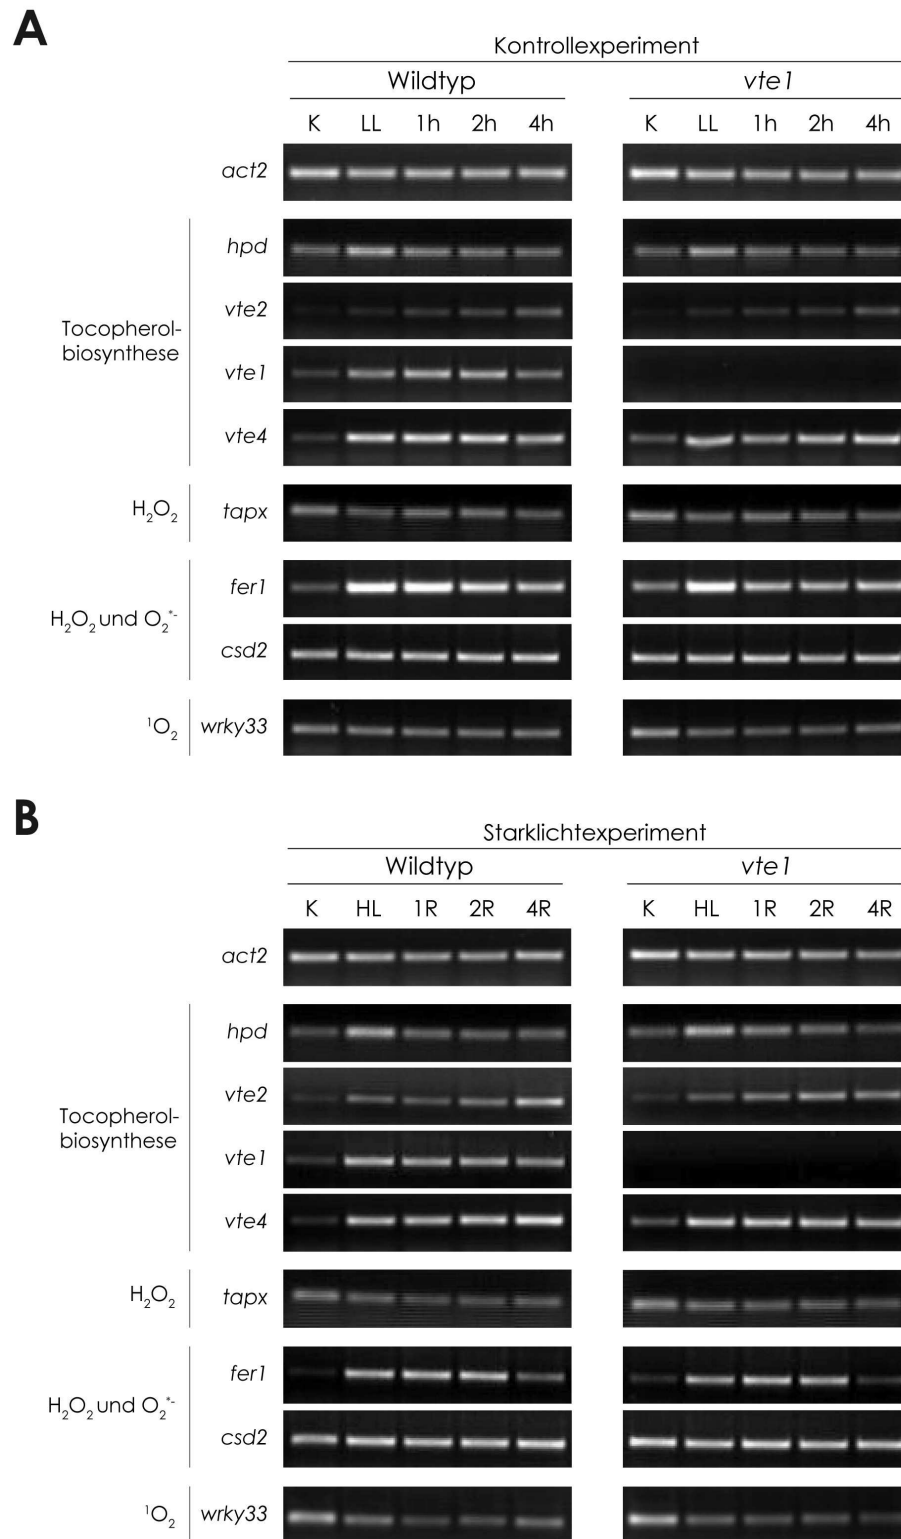 A
Kontrollexperiment
Wildtyp vte1
K LL 1h 2h 4h K LL 1h 2h 4h
act2
hpd
vte2
Tocopherol-
biosynthese
vte1
vte4
H₂O₂ tapx
fer1
H₂O₂ und O₂*-
csd2
¹O₂ wrky33
B
Starklichtexperiment
Wildtyp vte1
K HL 1R 2R 4R K HL 1R 2R 4R
act2
hpd
vte2
Tocopherol-
biosynthese
vte1
vte4
H₂O₂ tapx
fer1
H₂O₂ und O₂*-
csd2
¹O₂ wrky33